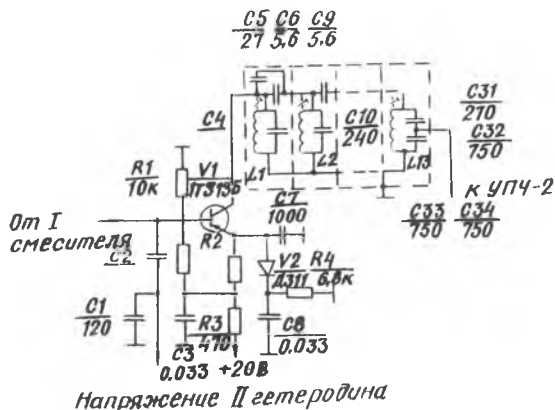 C5 C6 C9
27 5,6 5,6
C4
C10
240
C31
270
C32
750
R1
10к
V1
L1
L2
L13
К УПЧ-2
C33 C34
750 750
От I
смесителя
C7
1000
R2
C2
V2 R4
Д311 6,8к
C1
120
C3
R3
470
C8
0,033
0,033 +20В
Напряжение II гетеродина